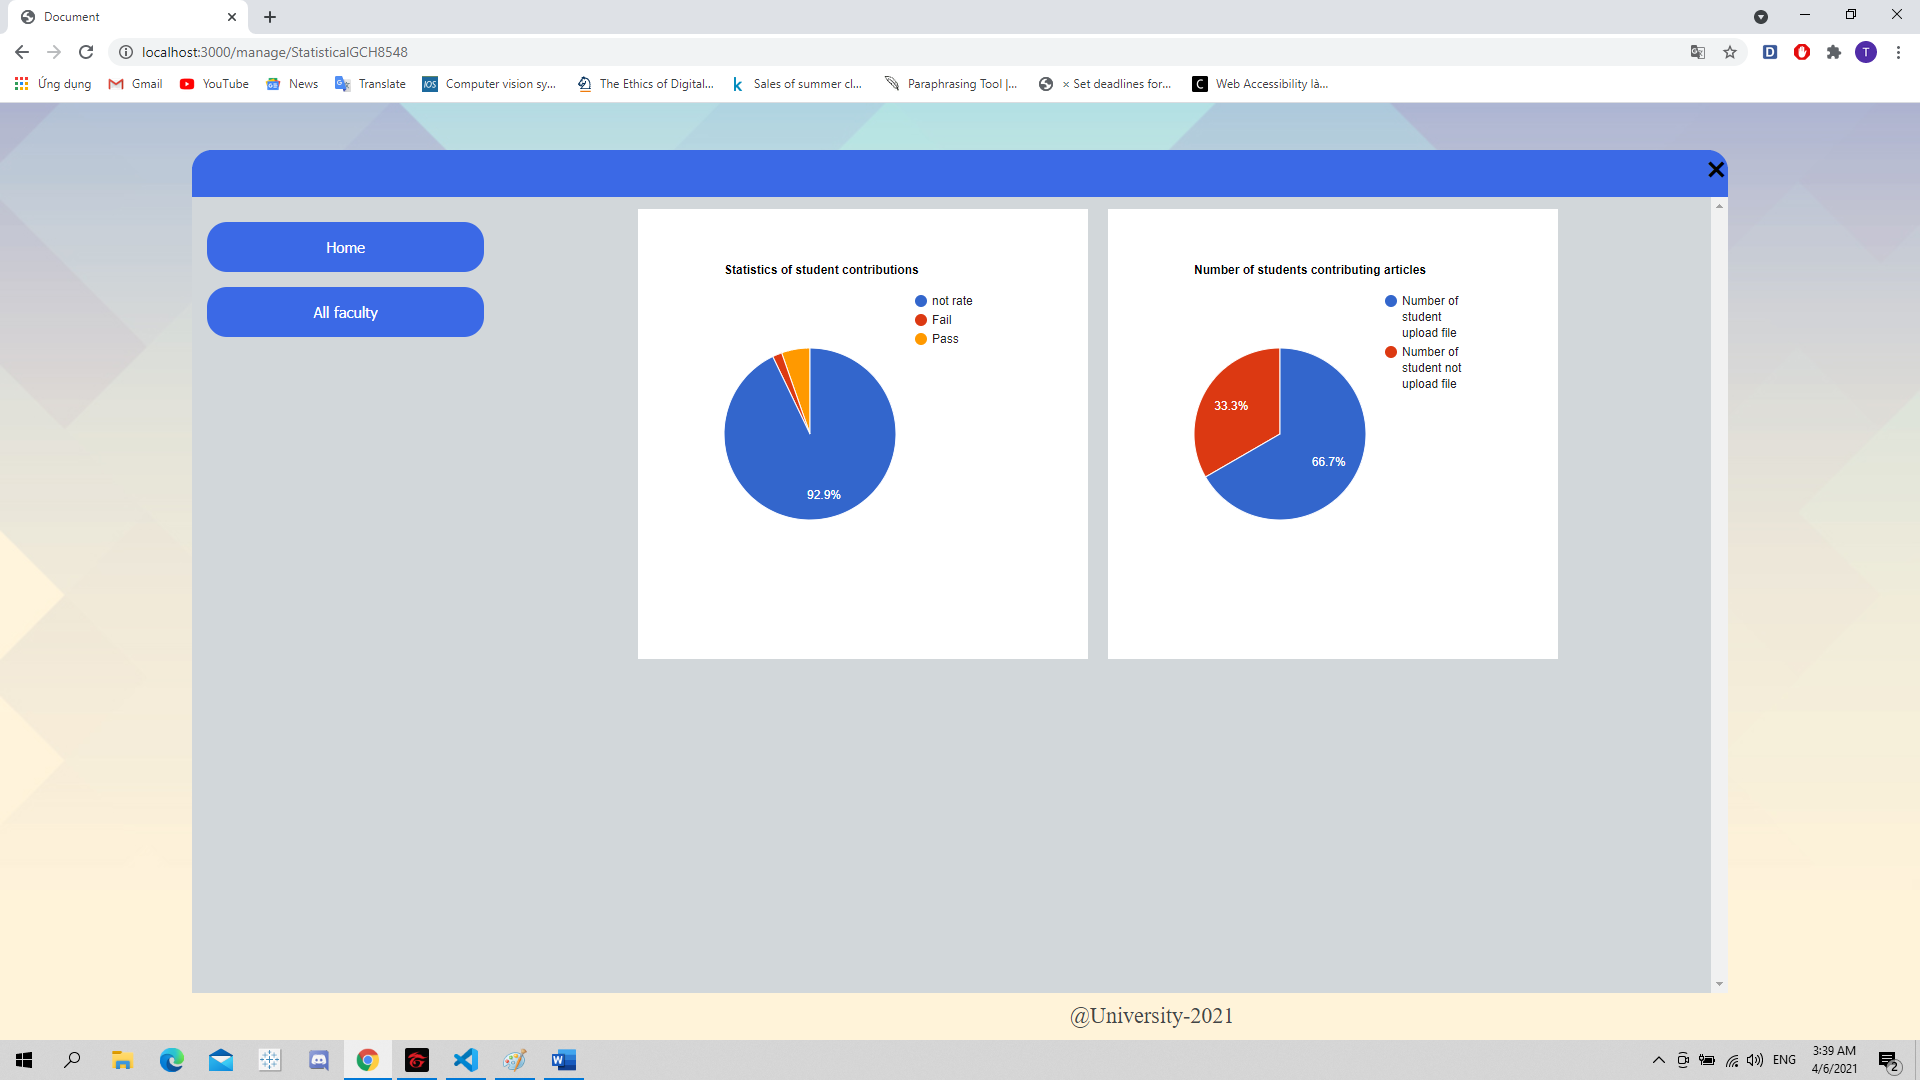 Document
localhost:3000/manage/StatisticalGCH8548
Ứng dụng Gmail YouTube News Translate Computer vision sy... The Ethics of Digital... Sales of summer cl... Paraphrasing Tool |... × Set deadlines for... Web Accessibility là...
Home
All faculty
Statistics of student contributions
not rate
Fail
Pass
92.9%
Number of students contributing articles
Number of
student
upload file
Number of
student not
upload file
33.3%
66.7%
@University-2021
ENG
3:39 AM
4/6/2021
2